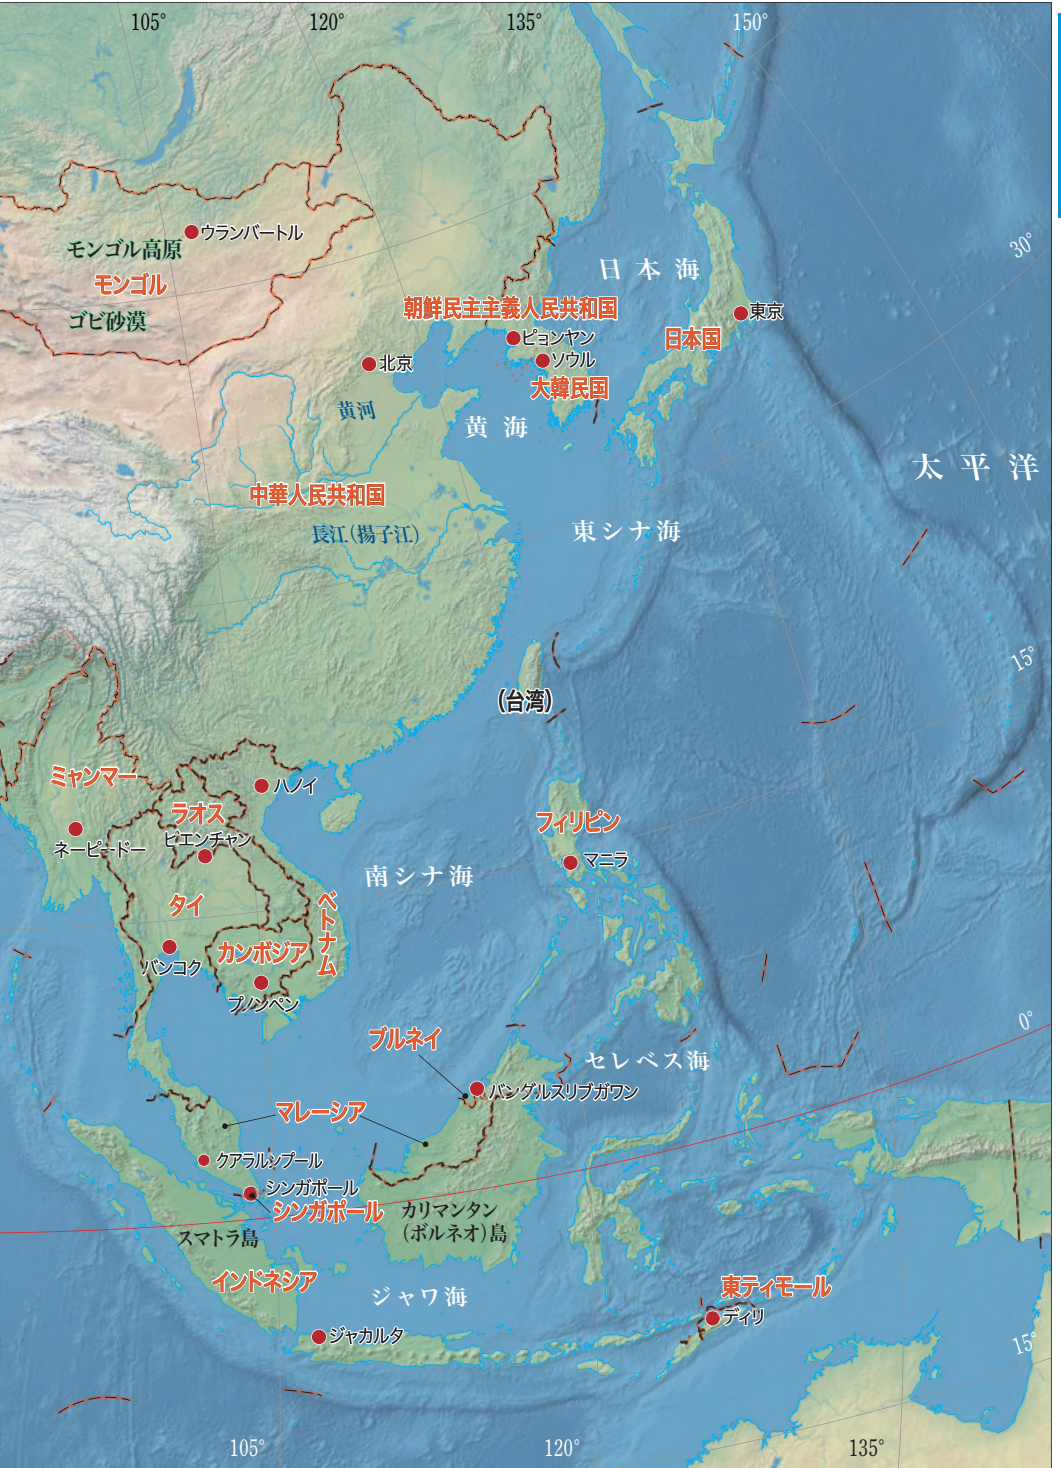 105°
120°
135°
150°
ウランバートル
モンゴル高原
モンゴル
ゴビ砂漠
30°
日本海
朝鮮民主主義人民共和国
東京
ピョンヤン
日本国
ソウル
北京
大韓民国
黄河
黄海
太平洋
中華人民共和国
長江(揚子江)
東シナ海
15°
(台湾)
ミャンマー
ハノイ
ラオス
フィリピン
ビエンチャン
ネーピードー
マニラ
南シナ海
タイ
ベトナム
カンボジア
バンコク
プノンペン
0°
ブルネイ
セレベス海
バンダルスリブガワン
マレーシア
クアラルンプール
シンガポール
シンガポール
カリマンタン
(ボルネオ)島
スマトラ島
インドネシア
東ティモール
ジャワ海
ディリ
ジャカルタ
15°
105°
120°
135°